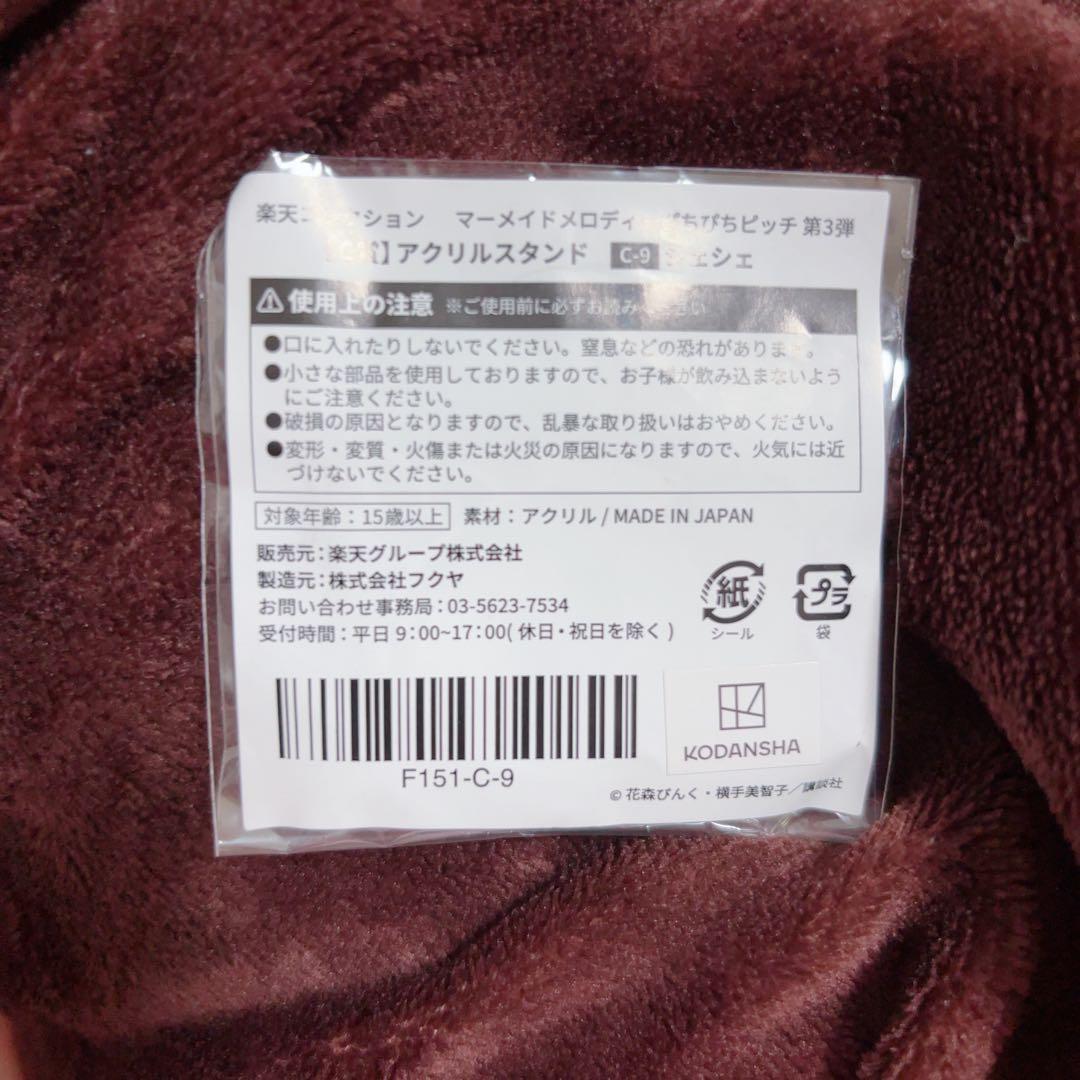 楽天コレクション マーメイドメロディーぴちぴちピッチ 第3弾
【C賞】アクリルスタンド C-9 シェシェ
使用上の注意 ※ご使用前に必ずお読みください
●口に入れたりしないでください。窒息などの恐れがあります。
●小さな部品を使用しておりますので、お子様が飲み込まないよう
にご注意ください。
●破損の原因となりますので、乱暴な取り扱いはおやめください。
●変形・変質・火傷または火災の原因になりますので、火気には近
づけないでください。
対象年齢：15歳以上 素材：アクリル / MADE IN JAPAN
販売元：楽天グループ株式会社
製造元：株式会社フクヤ
お問い合わせ事務局：03-5623-7534
受付時間：平日 9：00~17：00( 休日・祝日を除く )
紙
シール
プラ
袋
F151-C-9
KODANSHA
© 花森ぴんく・横手美智子／講談社